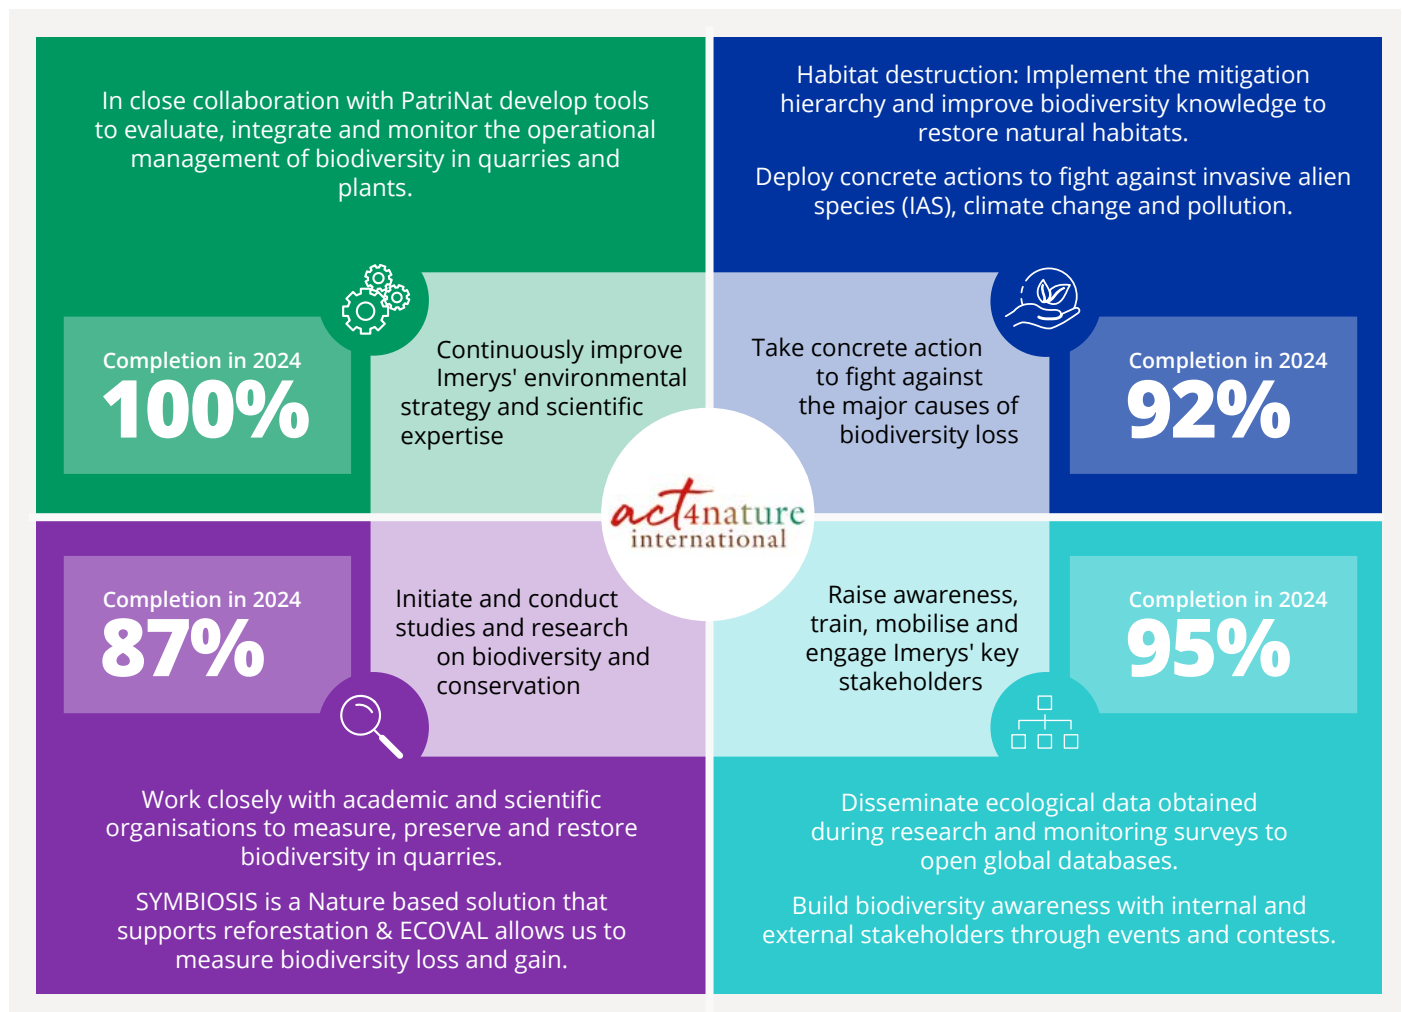 In close collaboration with PatriNat develop tools
to evaluate, integrate and monitor the operational
management of biodiversity in quarries and
plants.
Completion in 2024
100%
Continuously improve
Imerys' environmental
strategy and scientific
expertise
Habitat destruction: Implement the mitigation
hierarchy and improve biodiversity knowledge to
restore natural habitats.
Deploy concrete actions to fight against invasive alien
species (IAS), climate change and pollution.
Take concrete action
to fight against
the major causes of
biodiversity loss
Completion in 2024
92%
act4nature
international
Completion in 2024
87%
Initiate and conduct
studies and research
on biodiversity and
conservation
Work closely with academic and scientific
organisations to measure, preserve and restore
biodiversity in quarries.
SYMBIOSIS is a Nature based solution that
supports reforestation & ECOVAL allows us to
measure biodiversity loss and gain.
Raise awareness,
train, mobilise and
engage Imerys' key
stakeholders
Completion in 2024
95%
Disseminate ecological data obtained
during research and monitoring surveys to
open global databases.
Build biodiversity awareness with internal and
external stakeholders through events and contests.